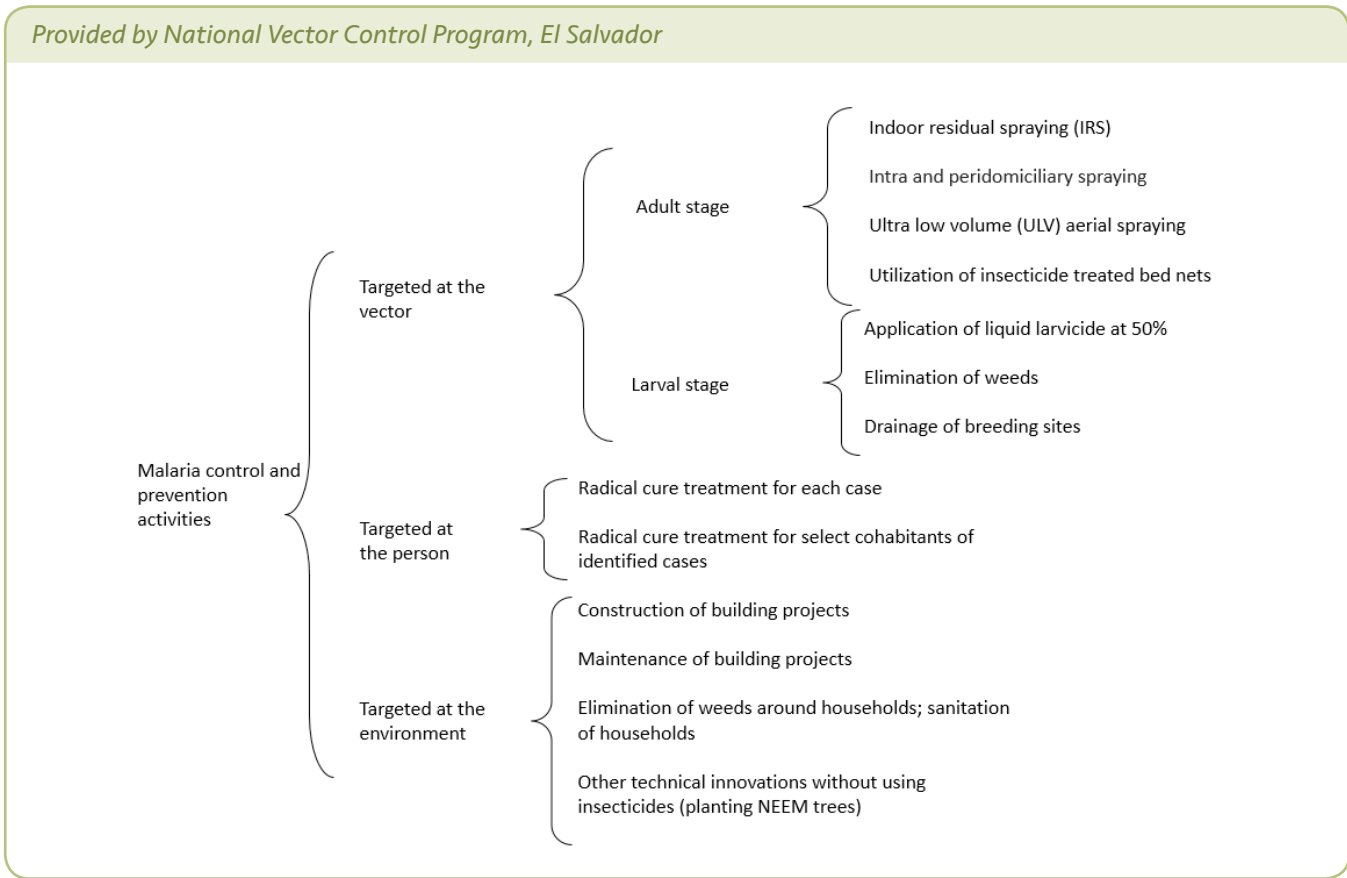 Provided by National Vector Control Program, El Salvador
Malaria control and
prevention
activities
Targeted at the
vector
Adult stage
Indoor residual spraying (IRS)
Intra and peridomiciliary spraying
Ultra low volume (ULV) aerial spraying
Utilization of insecticide treated bed nets
Larval stage
Application of liquid larvicide at 50%
Elimination of weeds
Drainage of breeding sites
Targeted at
the person
Radical cure treatment for each case
Radical cure treatment for select cohabitants of
identified cases
Targeted at the
environment
Construction of building projects
Maintenance of building projects
Elimination of weeds around households; sanitation
of households
Other technical innovations without using
insecticides (planting NEEM trees)